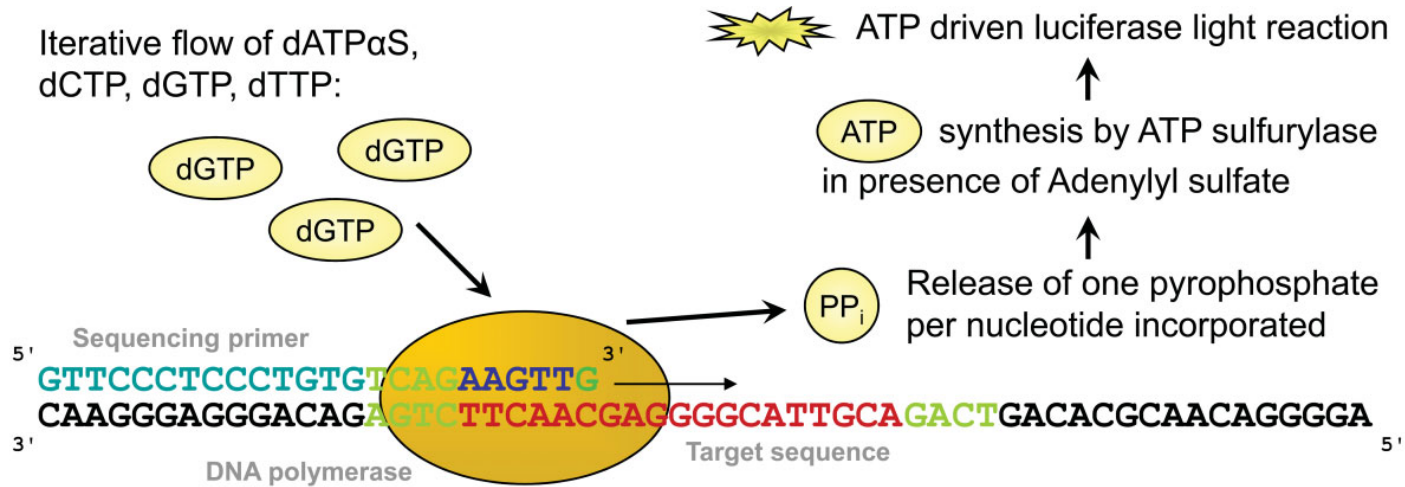 Iterative flow of dATPαS,
dCTP, dGTP, dTTP:
dGTP
dGTP
dGTP
ATP driven luciferase light reaction
ATP synthesis by ATP sulfurylase
in presence of Adenylyl sulfate
PPi Release of one pyrophosphate
per nucleotide incorporated
Sequencing primer
5' 3'
GTTCCCTCCCTGTGTCAGAAGTTG
CAAGGGAGGGACAGAGTCTTCAACGAGGGGCATTGCAGACTGACACGCAACAGGGGA
3' 5'
DNA polymerase
Target sequence